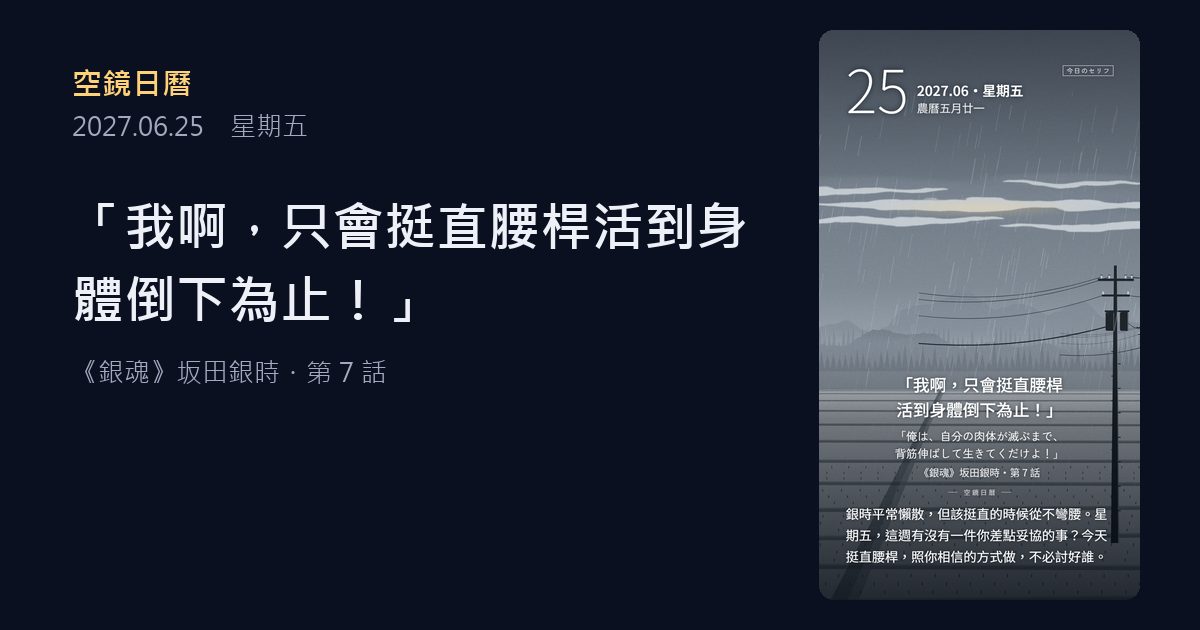 空鏡日曆
2027.06.25 星期五
「我啊，只會挺直腰桿活到身
體倒下為止！」
《銀魂》坂田銀時·第 7 話
今日のセリフ
25
2027.06·星期五
農曆五月廿一
「我啊，只會挺直腰桿
活到身體倒下為止！」
「俺は、自分の肉体が滅ぶまで、
背筋伸ばして生きてくだけよ！」
《銀魂》坂田銀時·第7話
— 空鏡日曆 —
銀時平常懶散，但該挺直的時候從不彎腰。星
期五，這週有沒有一件你差點妥協的事？今天
挺直腰桿，照你相信的方式做，不必討好誰。